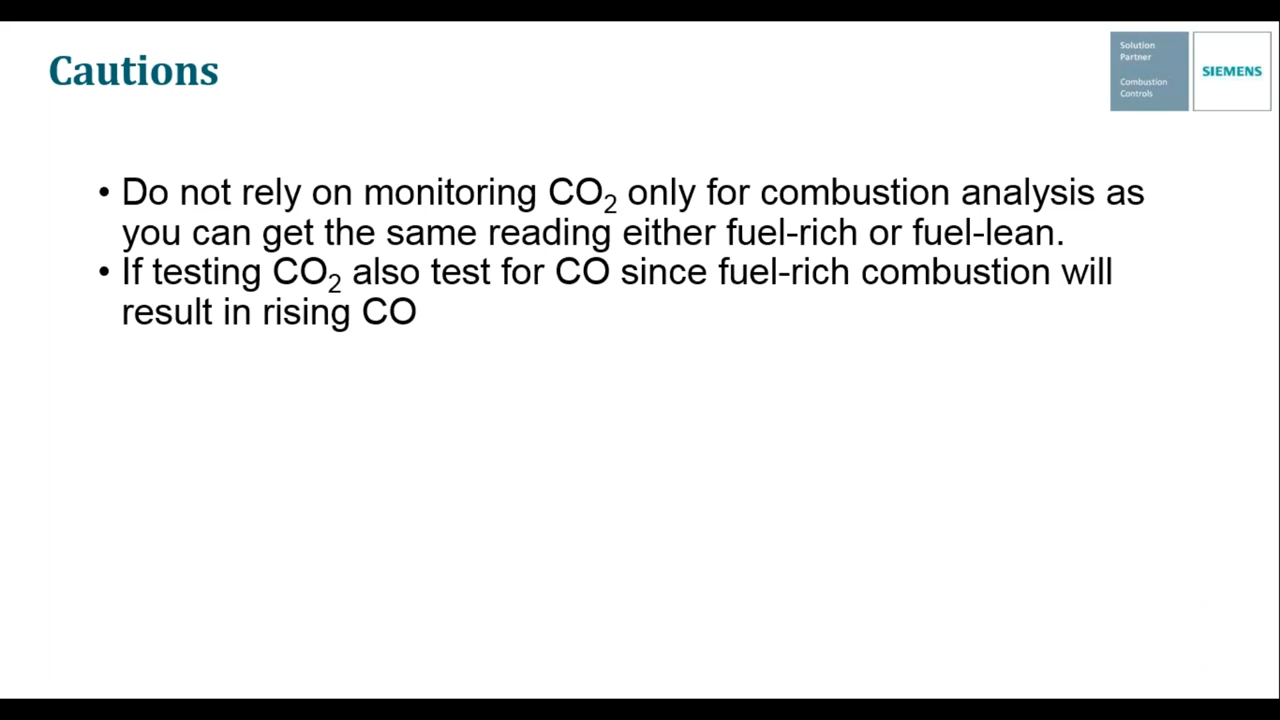 Cautions
Solution
Partner
Combustion
Controls
SIEMENS
• Do not rely on monitoring CO₂ only for combustion analysis as
you can get the same reading either fuel-rich or fuel-lean.
• If testing CO₂ also test for CO since fuel-rich combustion will
result in rising CO